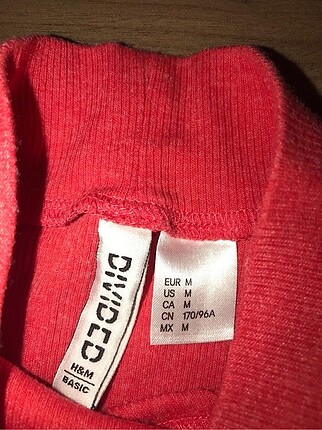 DIVIDED
H&M
BASIC
EUR M
US M
CA M
CN 170/96A
MX M